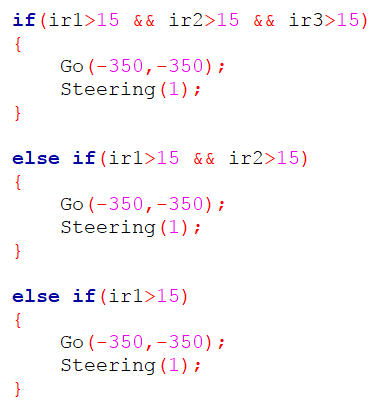 if(ir1>15 && ir2>15 && ir3>15)
{
    Go(-350,-350);
    Steering(1);
}
else if(ir1>15 && ir2>15)
{
    Go(-350,-350);
    Steering(1);
}
else if(ir1>15)
{
    Go(-350,-350);
    Steering(1);
}